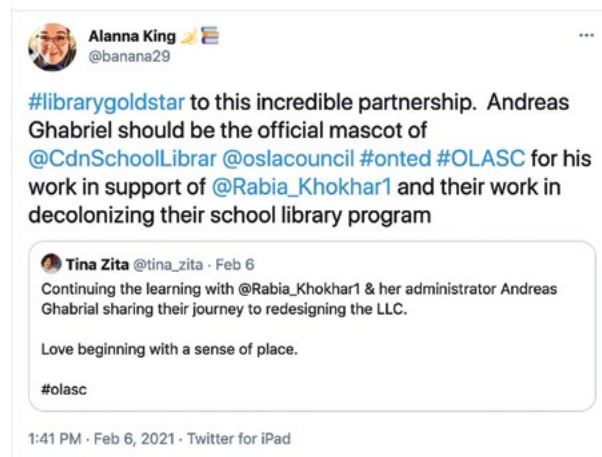 Alanna King
@banana29
#librarygoldstar to this incredible partnership. Andreas
Ghabriel should be the official mascot of
@CdnSchoolLibrar @oslacouncil #onted #OLASC for his
work in support of @Rabia_Khokhar1 and their work in
decolonizing their school library program
Tina Zita @tina_zita · Feb 6
Continuing the learning with @Rabia_Khokhar1 & her administrator Andreas
Ghabrial sharing their journey to redesigning the LLC.
Love beginning with a sense of place.
#olasc
1:41 PM · Feb 6, 2021 · Twitter for iPad